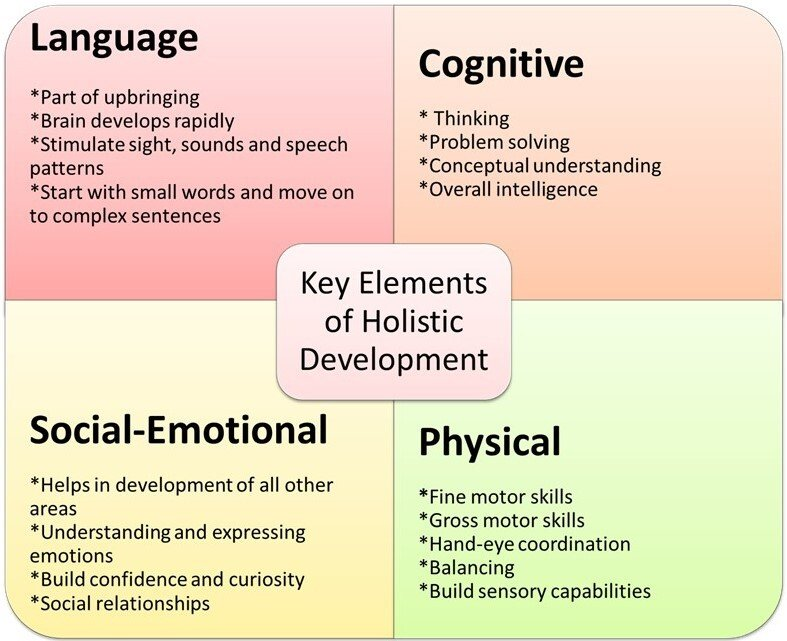 Language
*Part of upbringing
*Brain develops rapidly
*Stimulate sight, sounds and speech
patterns
*Start with small words and move on
to complex sentences
Cognitive
* Thinking
*Problem solving
*Conceptual understanding
*Overall intelligence
Key Elements
of Holistic
Development
Social-Emotional
*Helps in development of all other
areas
*Understanding and expressing
emotions
*Build confidence and curiosity
*Social relationships
Physical
*Fine motor skills
*Gross motor skills
*Hand-eye coordination
*Balancing
*Build sensory capabilities